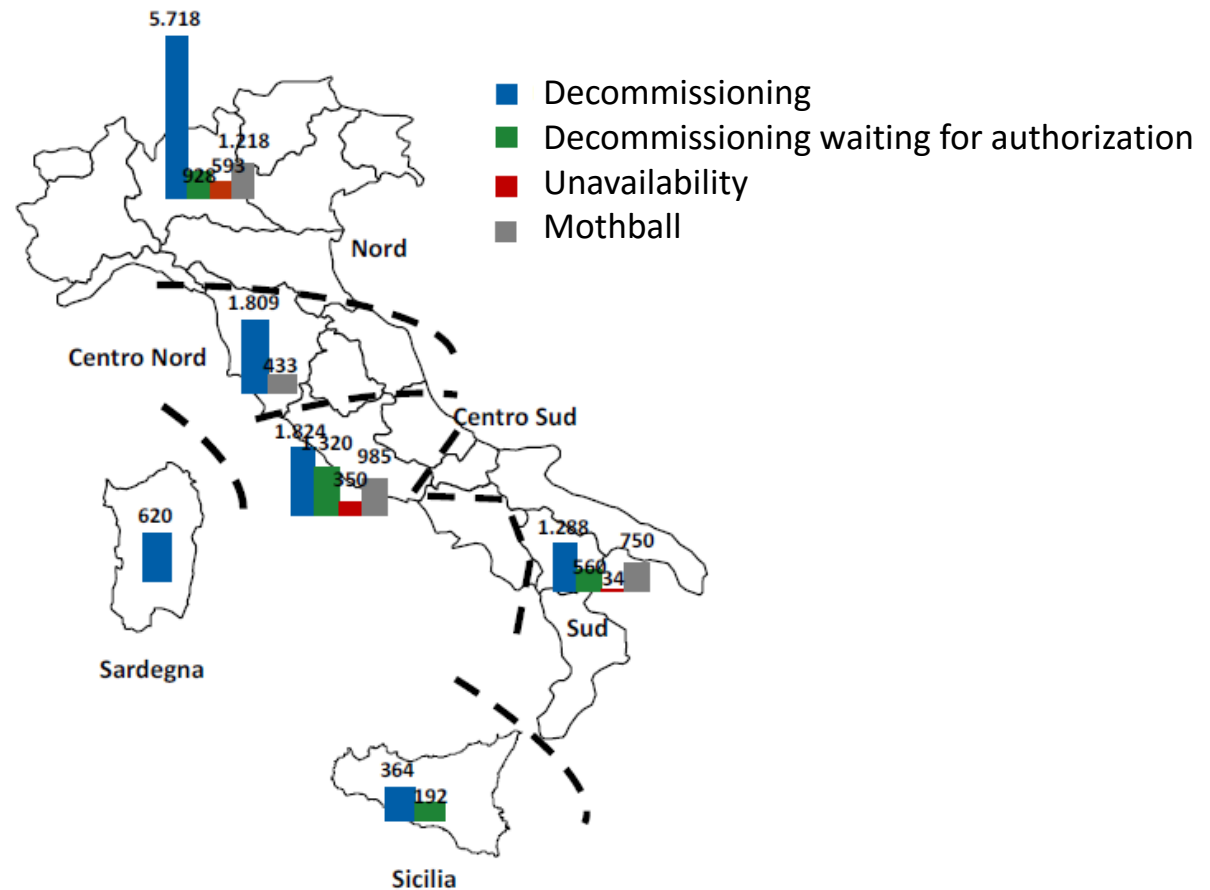 5.718
Decommissioning
Decommissioning waiting for authorization
Unavailability
Mothball
1.218
593
928
Nord
1.809
433
Centro Nord
Centro Sud
1.824
1.320
985
350
620
Sardegna
1.288
750
560
34
Sud
364
192
Sicilia